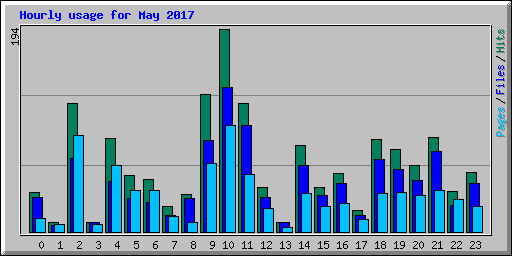 Hourly usage for May 2017
194
Pages/Files/Hits
0 1 2 3 4 5 6 7 8 9 10 11 12 13 14 15 16 17 18 19 20 21 22 23